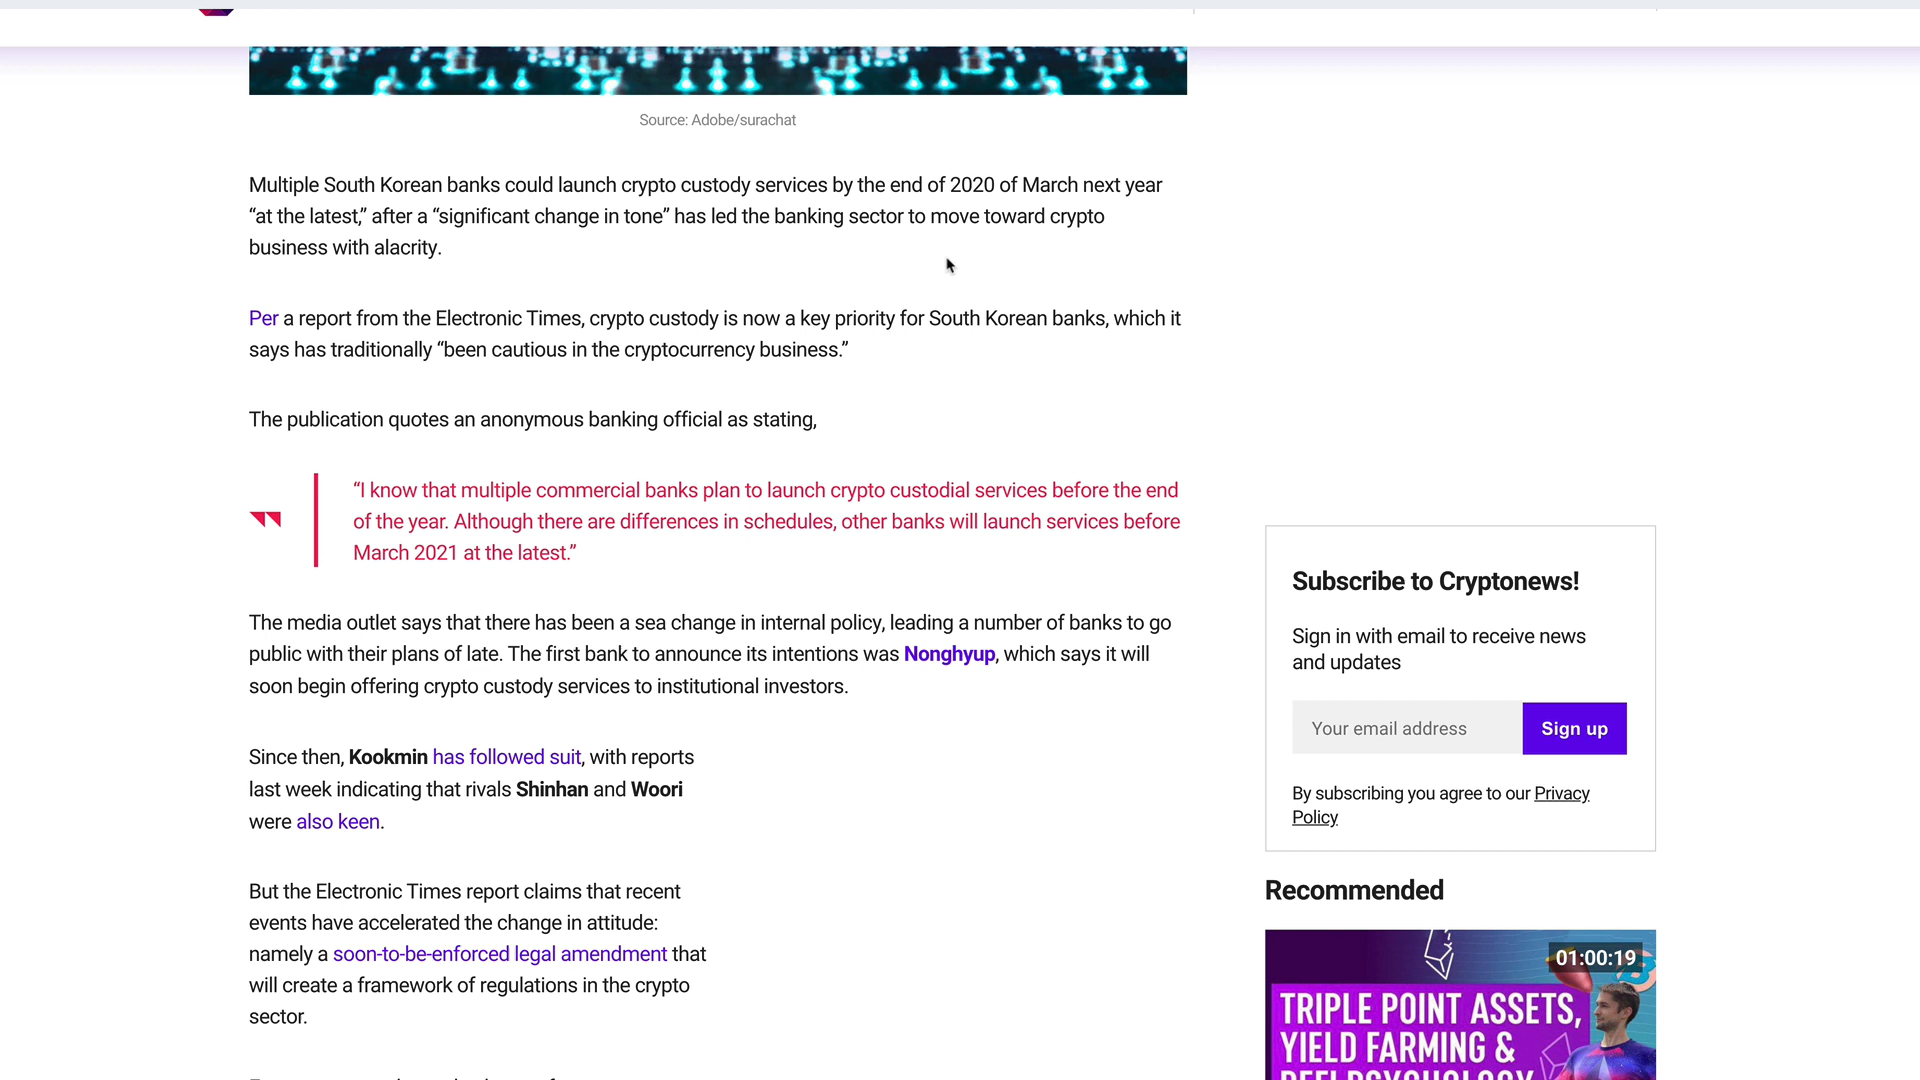 Source: Adobe/surachat
Multiple South Korean banks could launch crypto custody services by the end of 2020 of March next year
“at the latest,” after a “significant change in tone” has led the banking sector to move toward crypto
business with alacrity.
Per a report from the Electronic Times, crypto custody is now a key priority for South Korean banks, which it
says has traditionally “been cautious in the cryptocurrency business.”
The publication quotes an anonymous banking official as stating,
“I know that multiple commercial banks plan to launch crypto custodial services before the end
of the year. Although there are differences in schedules, other banks will launch services before
March 2021 at the latest.”
The media outlet says that there has been a sea change in internal policy, leading a number of banks to go
public with their plans of late. The first bank to announce its intentions was Nonghyup, which says it will
soon begin offering crypto custody services to institutional investors.
Since then, Kookmin has followed suit, with reports
last week indicating that rivals Shinhan and Woori
were also keen.
But the Electronic Times report claims that recent
events have accelerated the change in attitude:
namely a soon-to-be-enforced legal amendment that
will create a framework of regulations in the crypto
sector.
Subscribe to Cryptonews!
Sign in with email to receive news
and updates
Your email address
Sign up
By subscribing you agree to our Privacy
Policy
Recommended
01:00:19
TRIPLE POINT ASSETS,
YIELD FARMING &